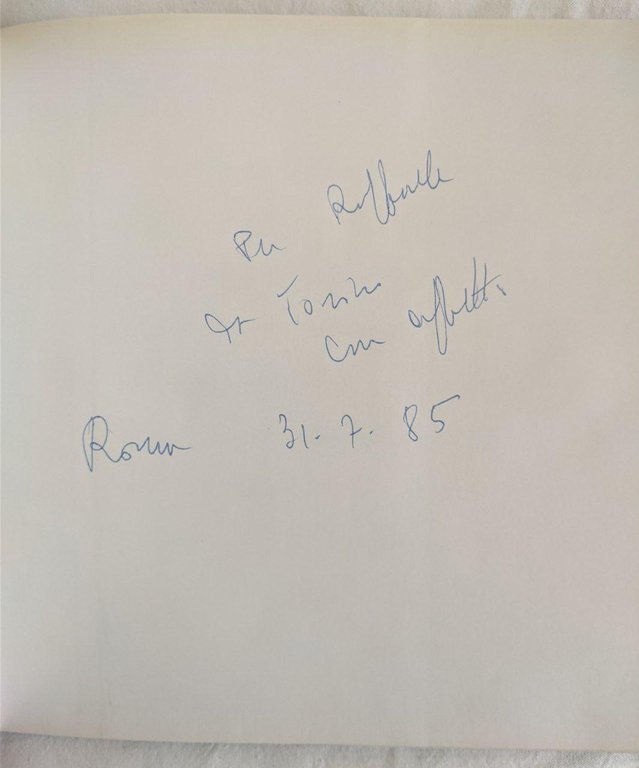 Per Raffaele
da Tonino
con affetto
Roma 31.7.85